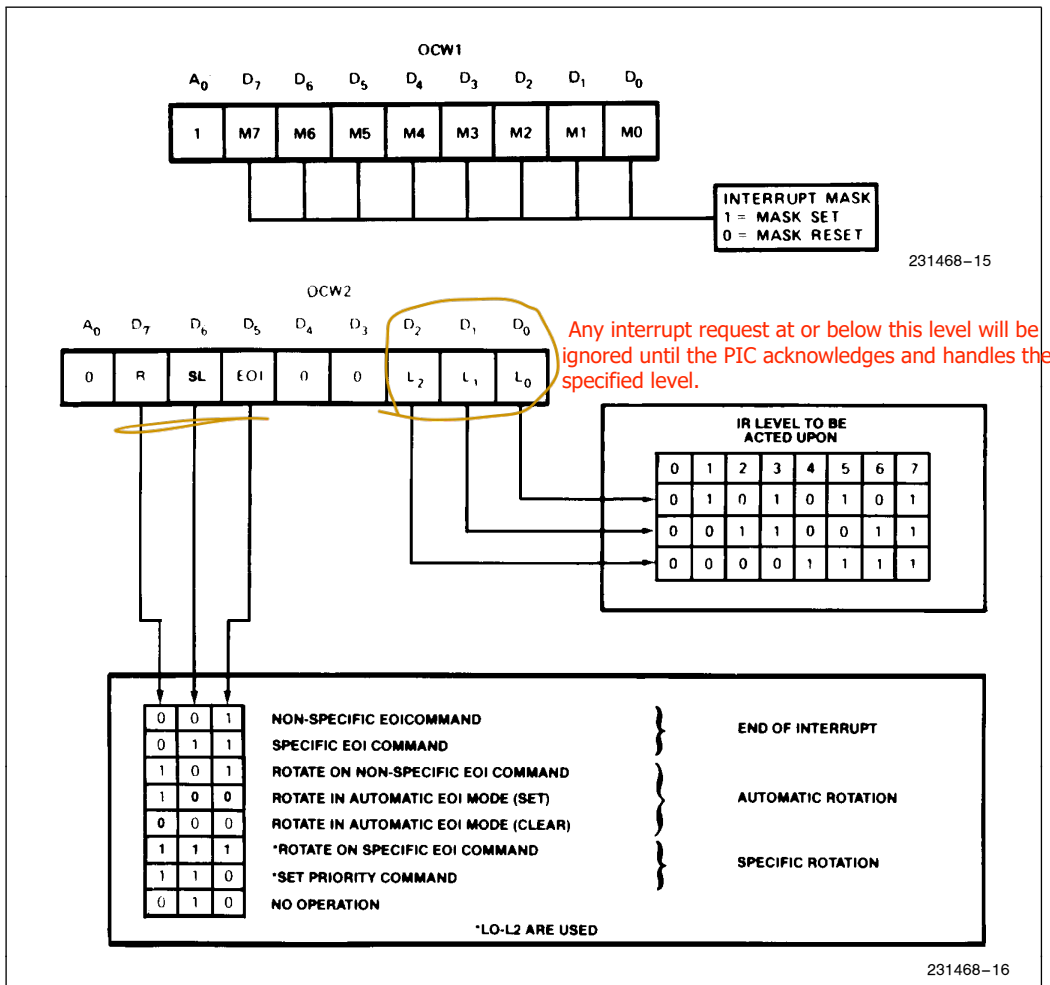 OCW1
A0 D7 D6 D5 D4 D3 D2 D1 D0
1 M7 M6 M5 M4 M3 M2 M1 M0
INTERRUPT MASK
1 = MASK SET
0 = MASK RESET
231468–15
OCW2
A0 D7 D6 D5 D4 D3 D2 D1 D0
0 R SL EOI 0 0 L2 L1 L0
Any interrupt request at or below this level will be
ignored until the PIC acknowledges and handles the
specified level.
IR LEVEL TO BE
ACTED UPON
0 1 2 3 4 5 6 7
0 1 0 1 0 1 0 1
0 0 1 1 0 0 1 1
0 0 0 0 1 1 1 1
0 0 1 NON-SPECIFIC EOICOMMAND
0 1 1 SPECIFIC EOI COMMAND
END OF INTERRUPT
1 0 1 ROTATE ON NON-SPECIFIC EOI COMMAND
1 0 0 ROTATE IN AUTOMATIC EOI MODE (SET)
0 0 0 ROTATE IN AUTOMATIC EOI MODE (CLEAR)
AUTOMATIC ROTATION
1 1 1 *ROTATE ON SPECIFIC EOI COMMAND
1 1 0 *SET PRIORITY COMMAND
SPECIFIC ROTATION
0 1 0 NO OPERATION
*LO-L2 ARE USED
231468–16